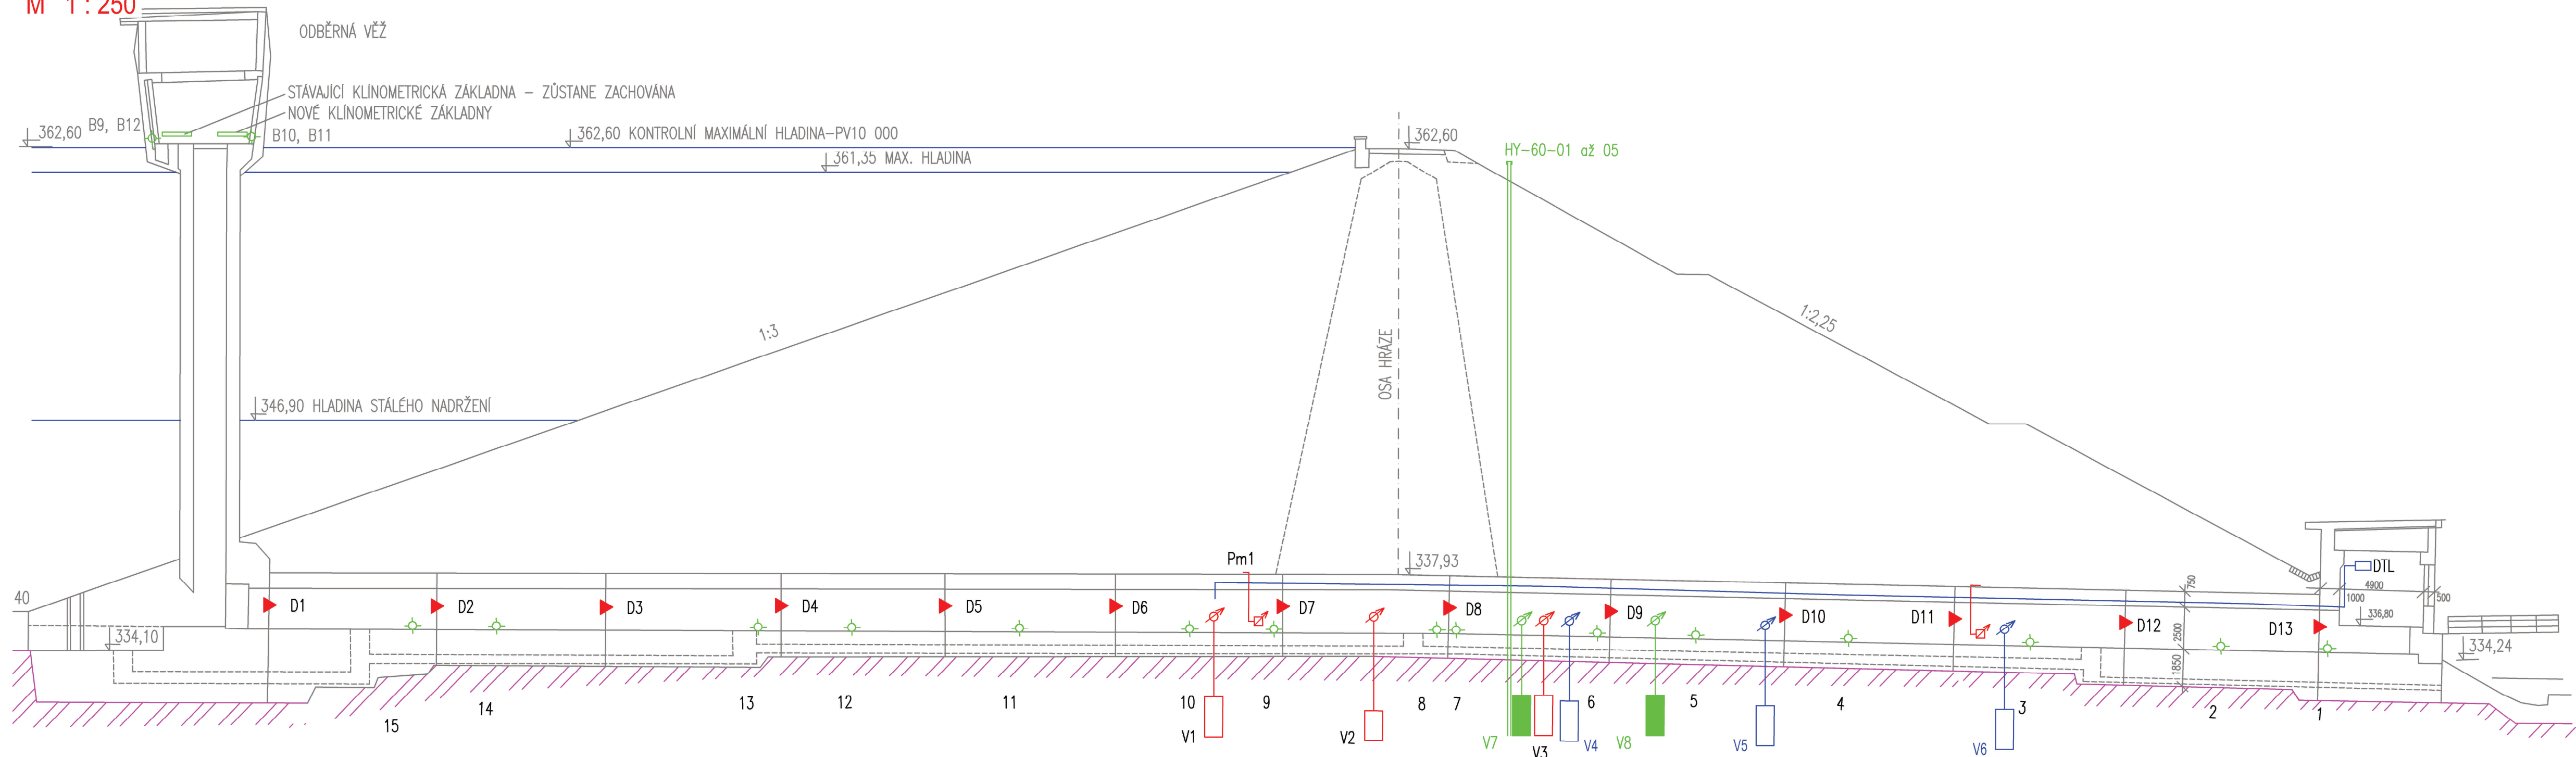 M 1 : 250
ODBĚRNÁ VĚŽ
STÁVAJÍCÍ KLÍNOMETRICKÁ ZÁKLADNA – ZŮSTANE ZACHOVÁNA
NOVÉ KLÍNOMETRICKÉ ZÁKLADNY
362,60
B9, B12
B10, B11
362,60 KONTROLNÍ MAXIMÁLNÍ HLADINA–PV10 000
362,60
361,35 MAX. HLADINA
HY–60–01 až 05
1:3
1:2,25
OSA HRÁZE
346,90 HLADINA STÁLÉHO NADRŽENÍ
Pm1
337,93
DTL
750
4900
1000
500
40
D1
D2
D3
D4
D5
D6
D7
D8
D9
D10
D11
D12
D13
336,80
334,10
2500
334,24
1850
15
14
13
12
11
10
9
8
7
6
5
4
3
2
1
V1
V2
V7
V3
V4
V8
V5
V6